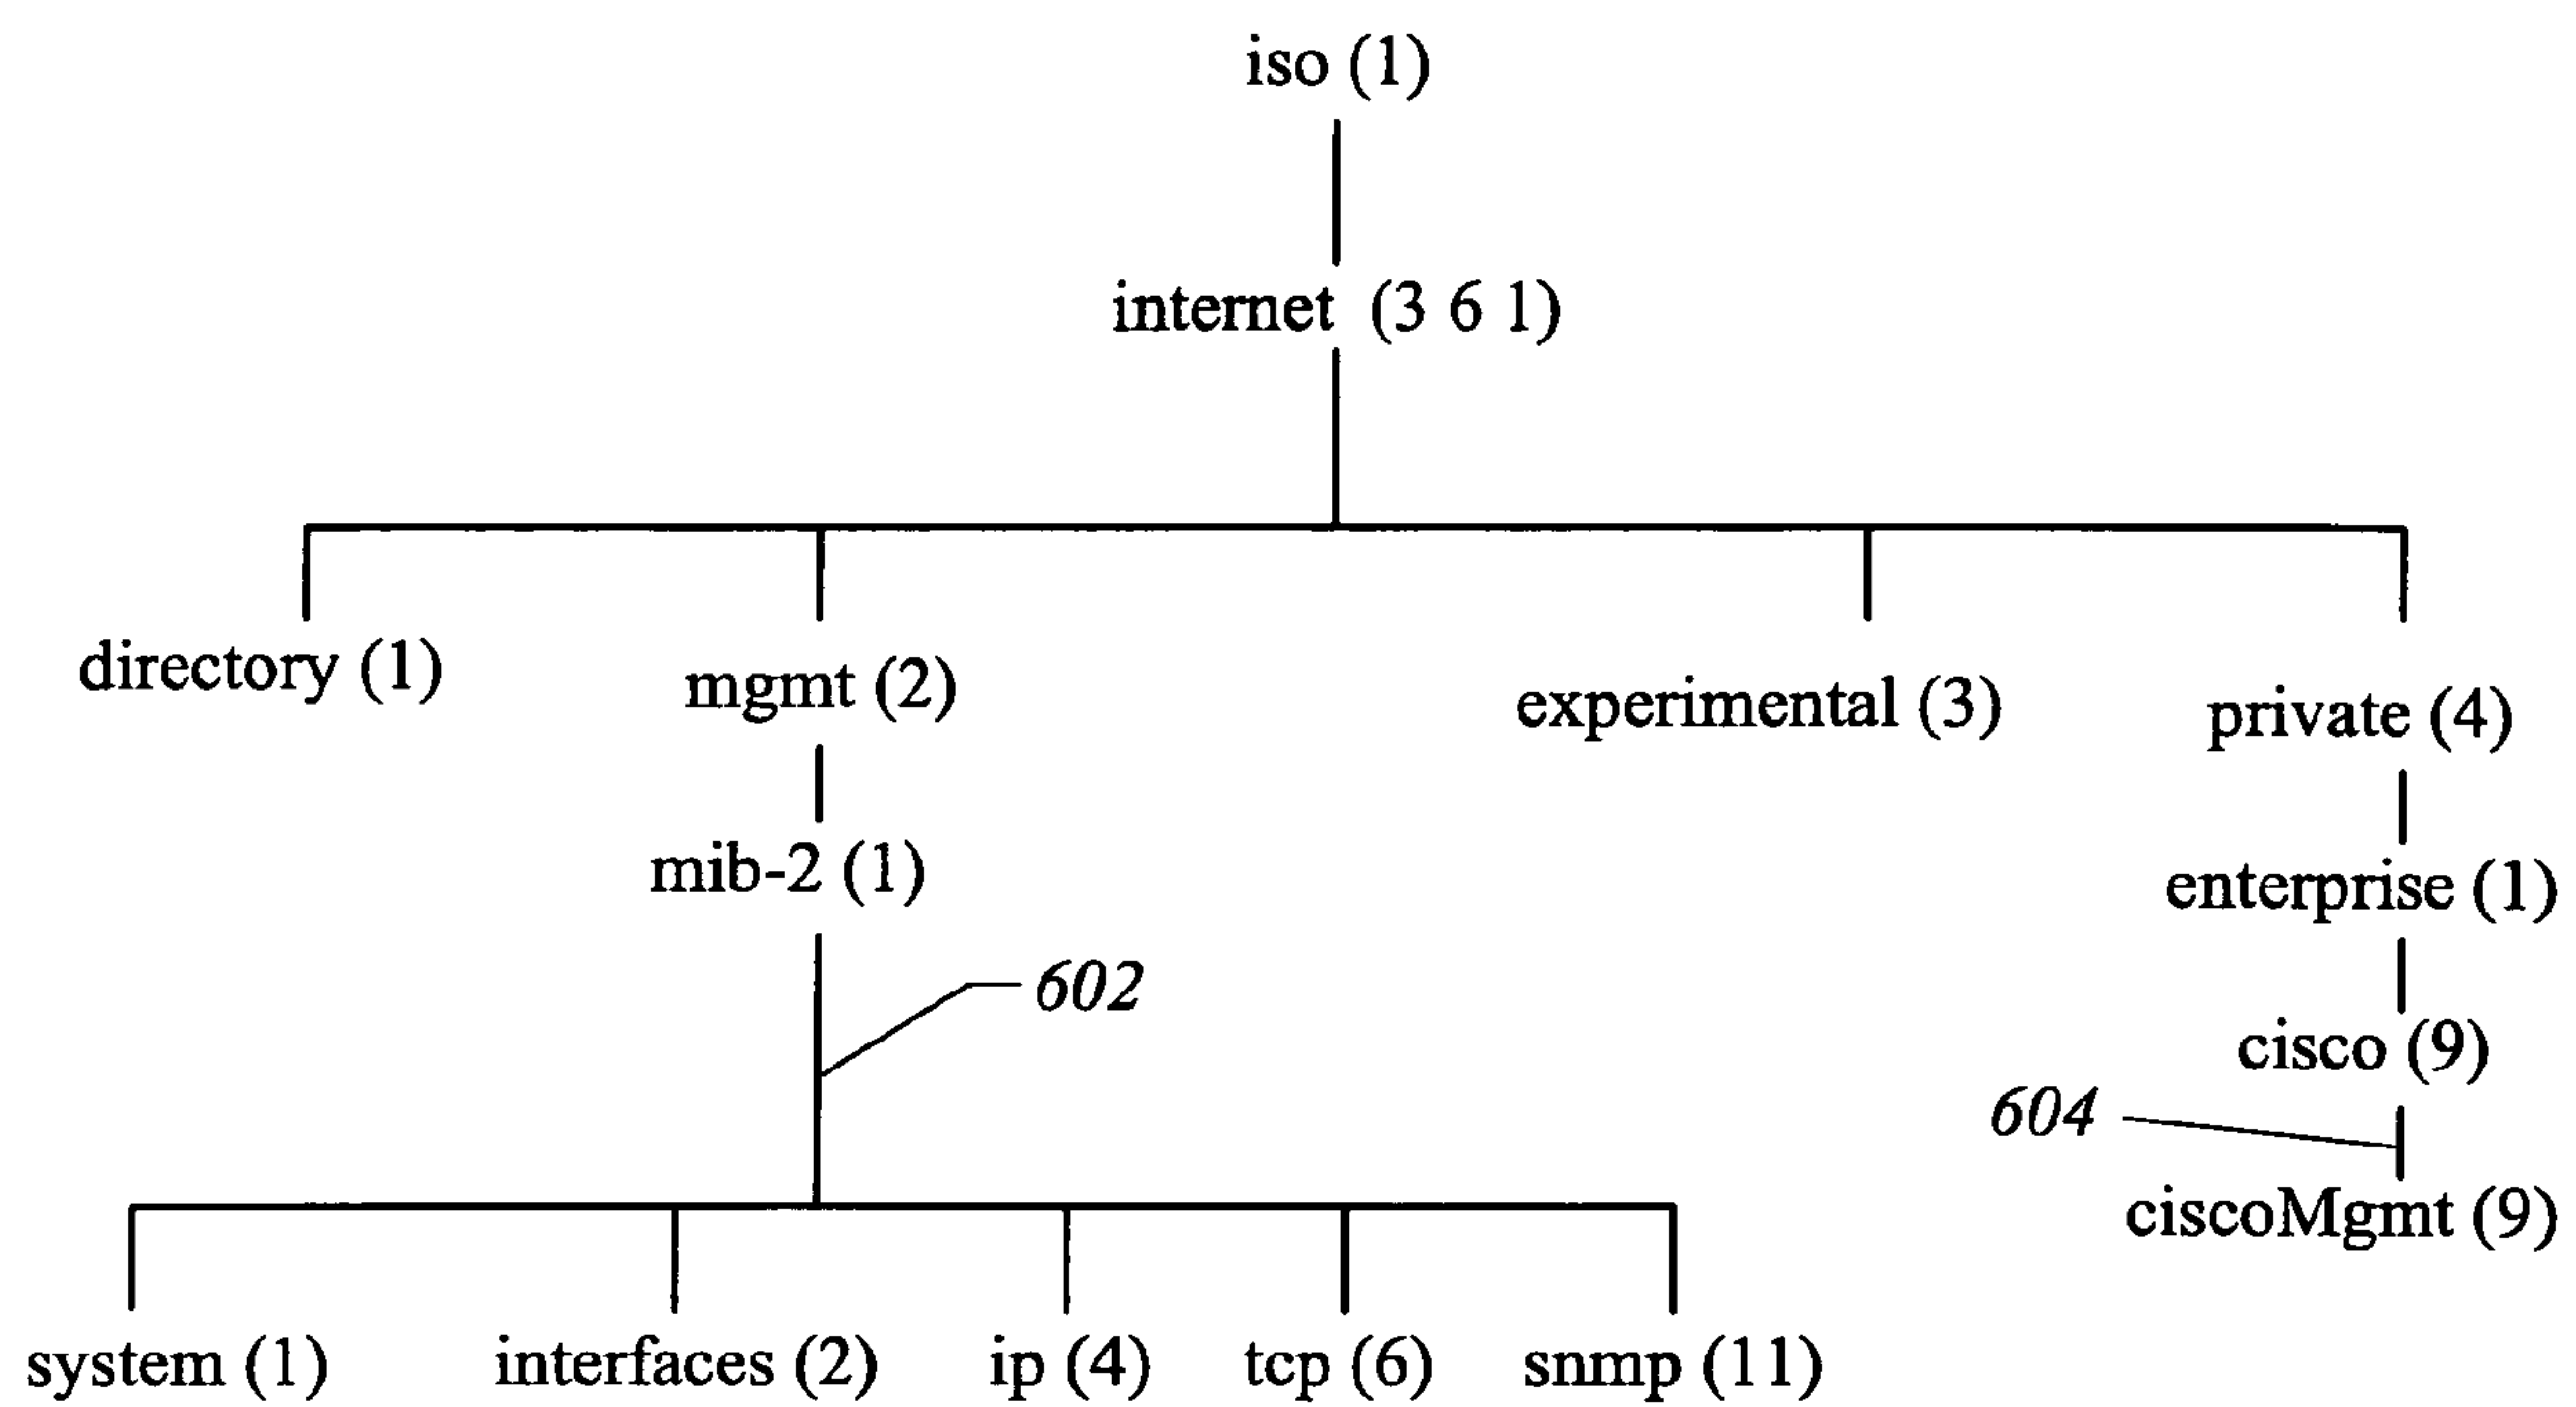 iso (1)
internet (3 6 1)
directory (1)
mgmt (2)
experimental (3)
private (4)
mib-2 (1)
enterprise (1)
602
cisco (9)
604
ciscoMgmt (9)
system (1)
interfaces (2)
ip (4)
tcp (6)
snmp (11)